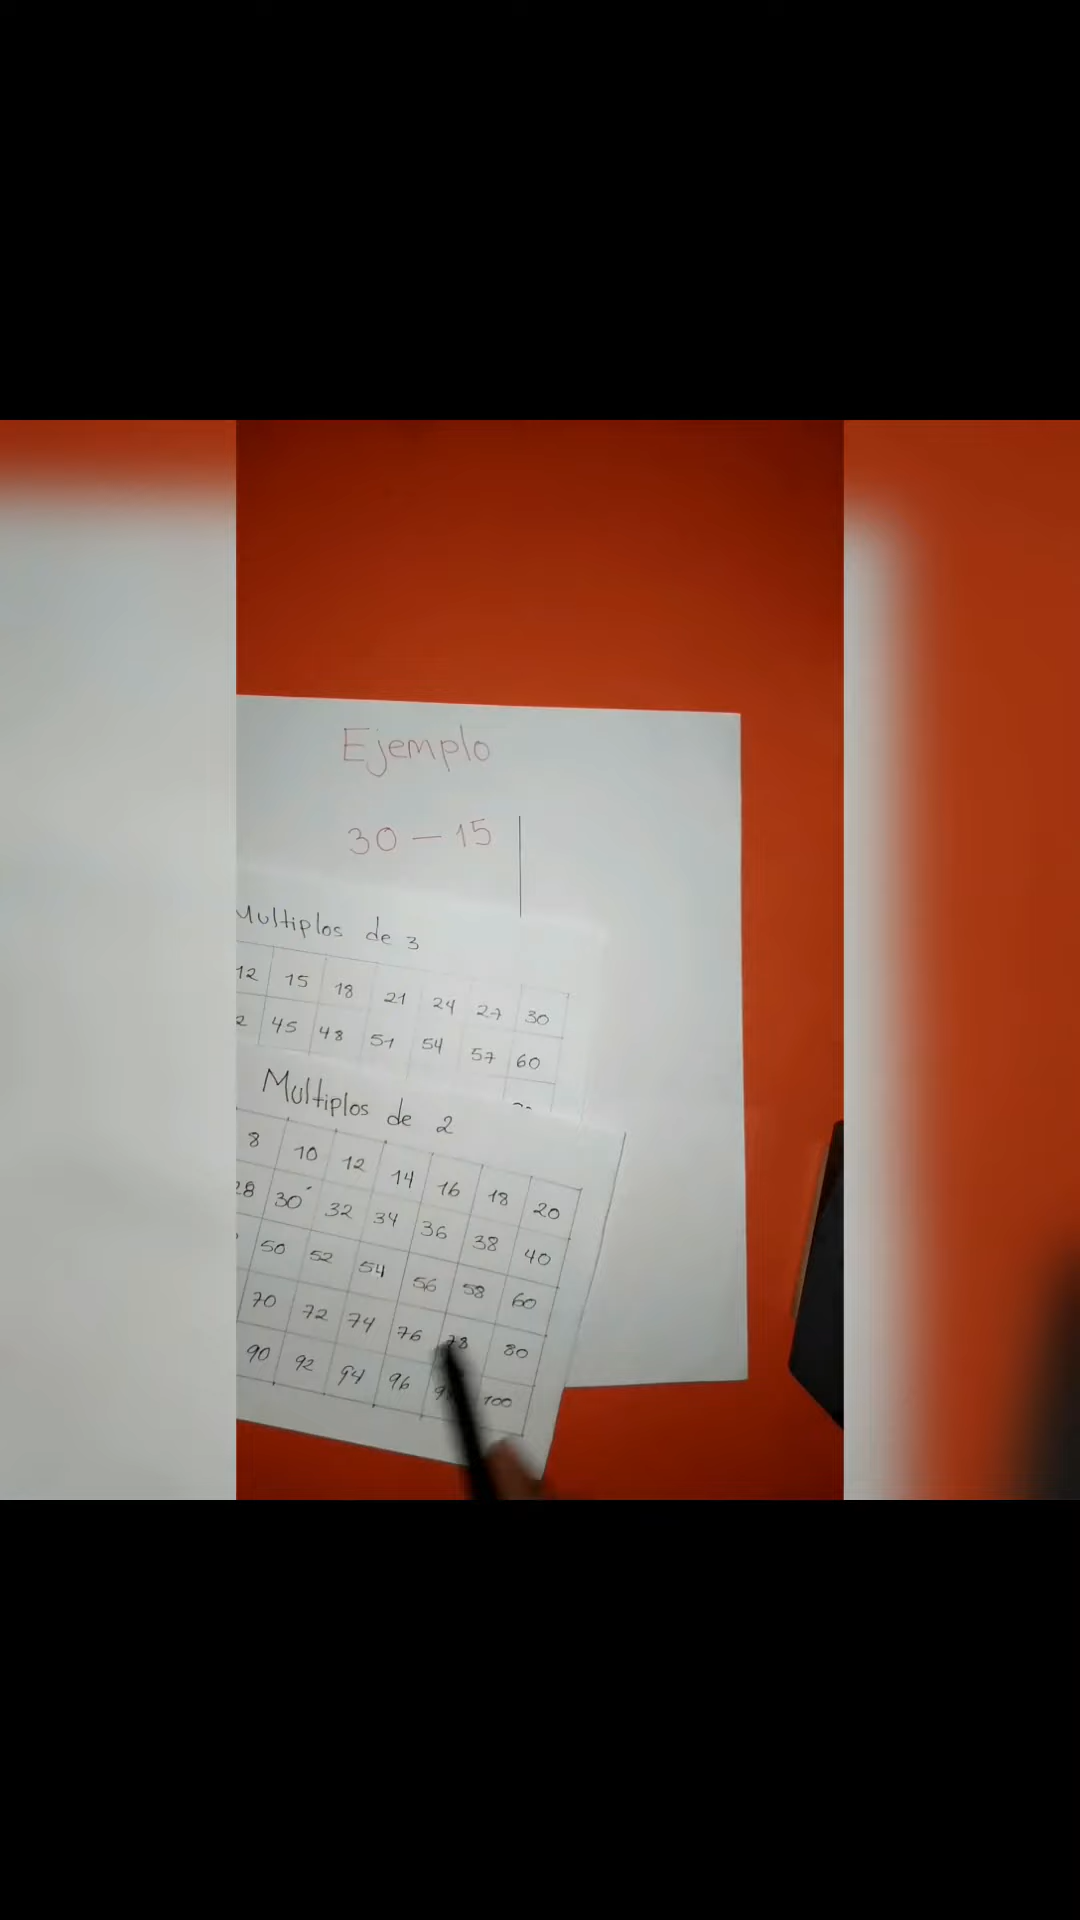 Ejemplo
30 — 15
Multiplos de 3
12 15 18 21 24 27 30
2 45 48 51 54 57 60
Multiplos de 2
8 10 12 14 16 18 20
28 30 32 34 36 38 40
50 52 54 56 58 60
70 72 74 76 78 80
90 92 94 96 100